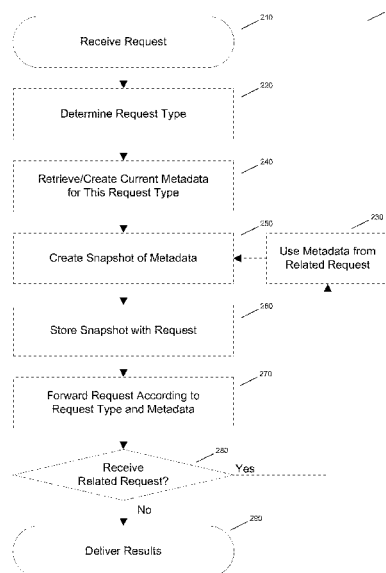 210
Receive Request
220
Determine Request Type
240
Retrieve/Create Current Metadata
for This Request Type
250
230
Create Snapshot of Metadata
Use Metadata from
Related Request
260
Store Snapshot with Request
270
Forward Request According to
Request Type and Metadata
280
Receive
Related Request?
Yes
No
290
Deliver Results